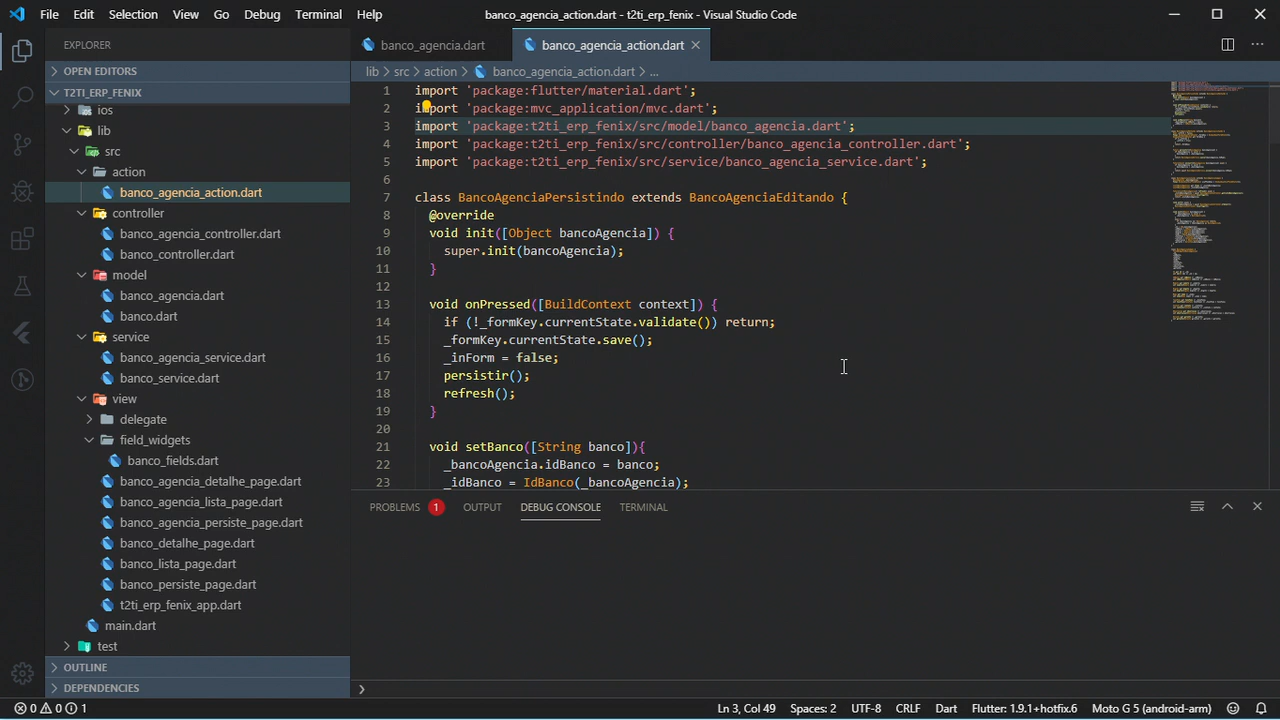 File Edit Selection View Go Debug Terminal Help
banco_agencia_action.dart - t2ti_erp_fenix - Visual Studio Code
EXPLORER
OPEN EDITORS
T2TI_ERP_FENIX
ios
lib
src
action
banco_agencia_action.dart
controller
banco_agencia_controller.dart
banco_controller.dart
model
banco_agencia.dart
banco.dart
service
banco_agencia_service.dart
banco_service.dart
view
delegate
field_widgets
banco_fields.dart
banco_agencia_detalhe_page.dart
banco_agencia_lista_page.dart
banco_agencia_persiste_page.dart
banco_detalhe_page.dart
banco_lista_page.dart
banco_persiste_page.dart
t2ti_erp_fenix_app.dart
main.dart
test
OUTLINE
DEPENDENCIES
banco_agencia.dart
banco_agencia_action.dart
lib > src > action > banco_agencia_action.dart > ...
1 import 'package:flutter/material.dart';
2 import 'package:mvc_application/mvc.dart';
3 import 'package:t2ti_erp_fenix/src/model/banco_agencia.dart';
4 import 'package:t2ti_erp_fenix/src/controller/banco_agencia_controller.dart';
5 import 'package:t2ti_erp_fenix/src/service/banco_agencia_service.dart';
6
7 class BancoAgenciaPersistindo extends BancoAgenciaEditando {
8 @override
9 void init([Object bancoAgencia]) {
10 super.init(bancoAgencia);
11 }
12
13 void onPressed([BuildContext context]) {
14 if (!_formKey.currentState.validate()) return;
15 _formKey.currentState.save();
16 _inForm = false;
17 persistir();
18 refresh();
19 }
20
21 void setBanco([String banco]){
22 _bancoAgencia.idBanco = banco;
23 _idBanco = IdBanco(_bancoAgencia);
PROBLEMS 1 OUTPUT DEBUG CONSOLE TERMINAL
0 0 1
Ln 3, Col 49 Spaces: 2 UTF-8 CRLF Dart Flutter: 1.9.1+hotfix.6 Moto G 5 (android-arm)